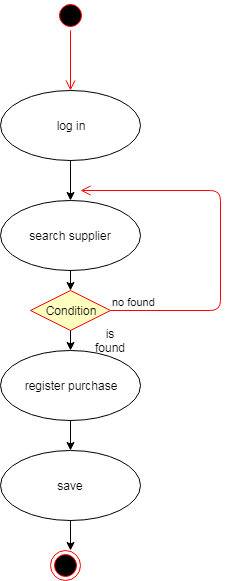 log in
search supplier
Condition
no found
is
found
register purchase
save